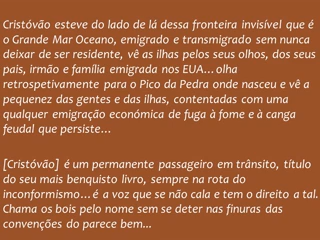 Cristóvão esteve do lado de lá dessa fronteira invisível que é
o Grande Mar Oceano, emigrado e transmigrado sem nunca
deixar de ser residente, vê as ilhas pelos seus olhos, dos seus
pais, irmão e família emigrada nos EUA…olha
retrospetivamente para o Pico da Pedra onde nasceu e vê a
pequenez das gentes e das ilhas, contentadas com uma
qualquer emigração económica de fuga à fome e à canga
feudal que persiste…
[Cristóvão] é um permanente passageiro em trânsito, título
do seu mais benquisto livro, sempre na rota do
inconformismo…é a voz que se não cala e tem o direito a tal.
Chama os bois pelo nome sem se deter nas finuras das
convenções do parece bem...